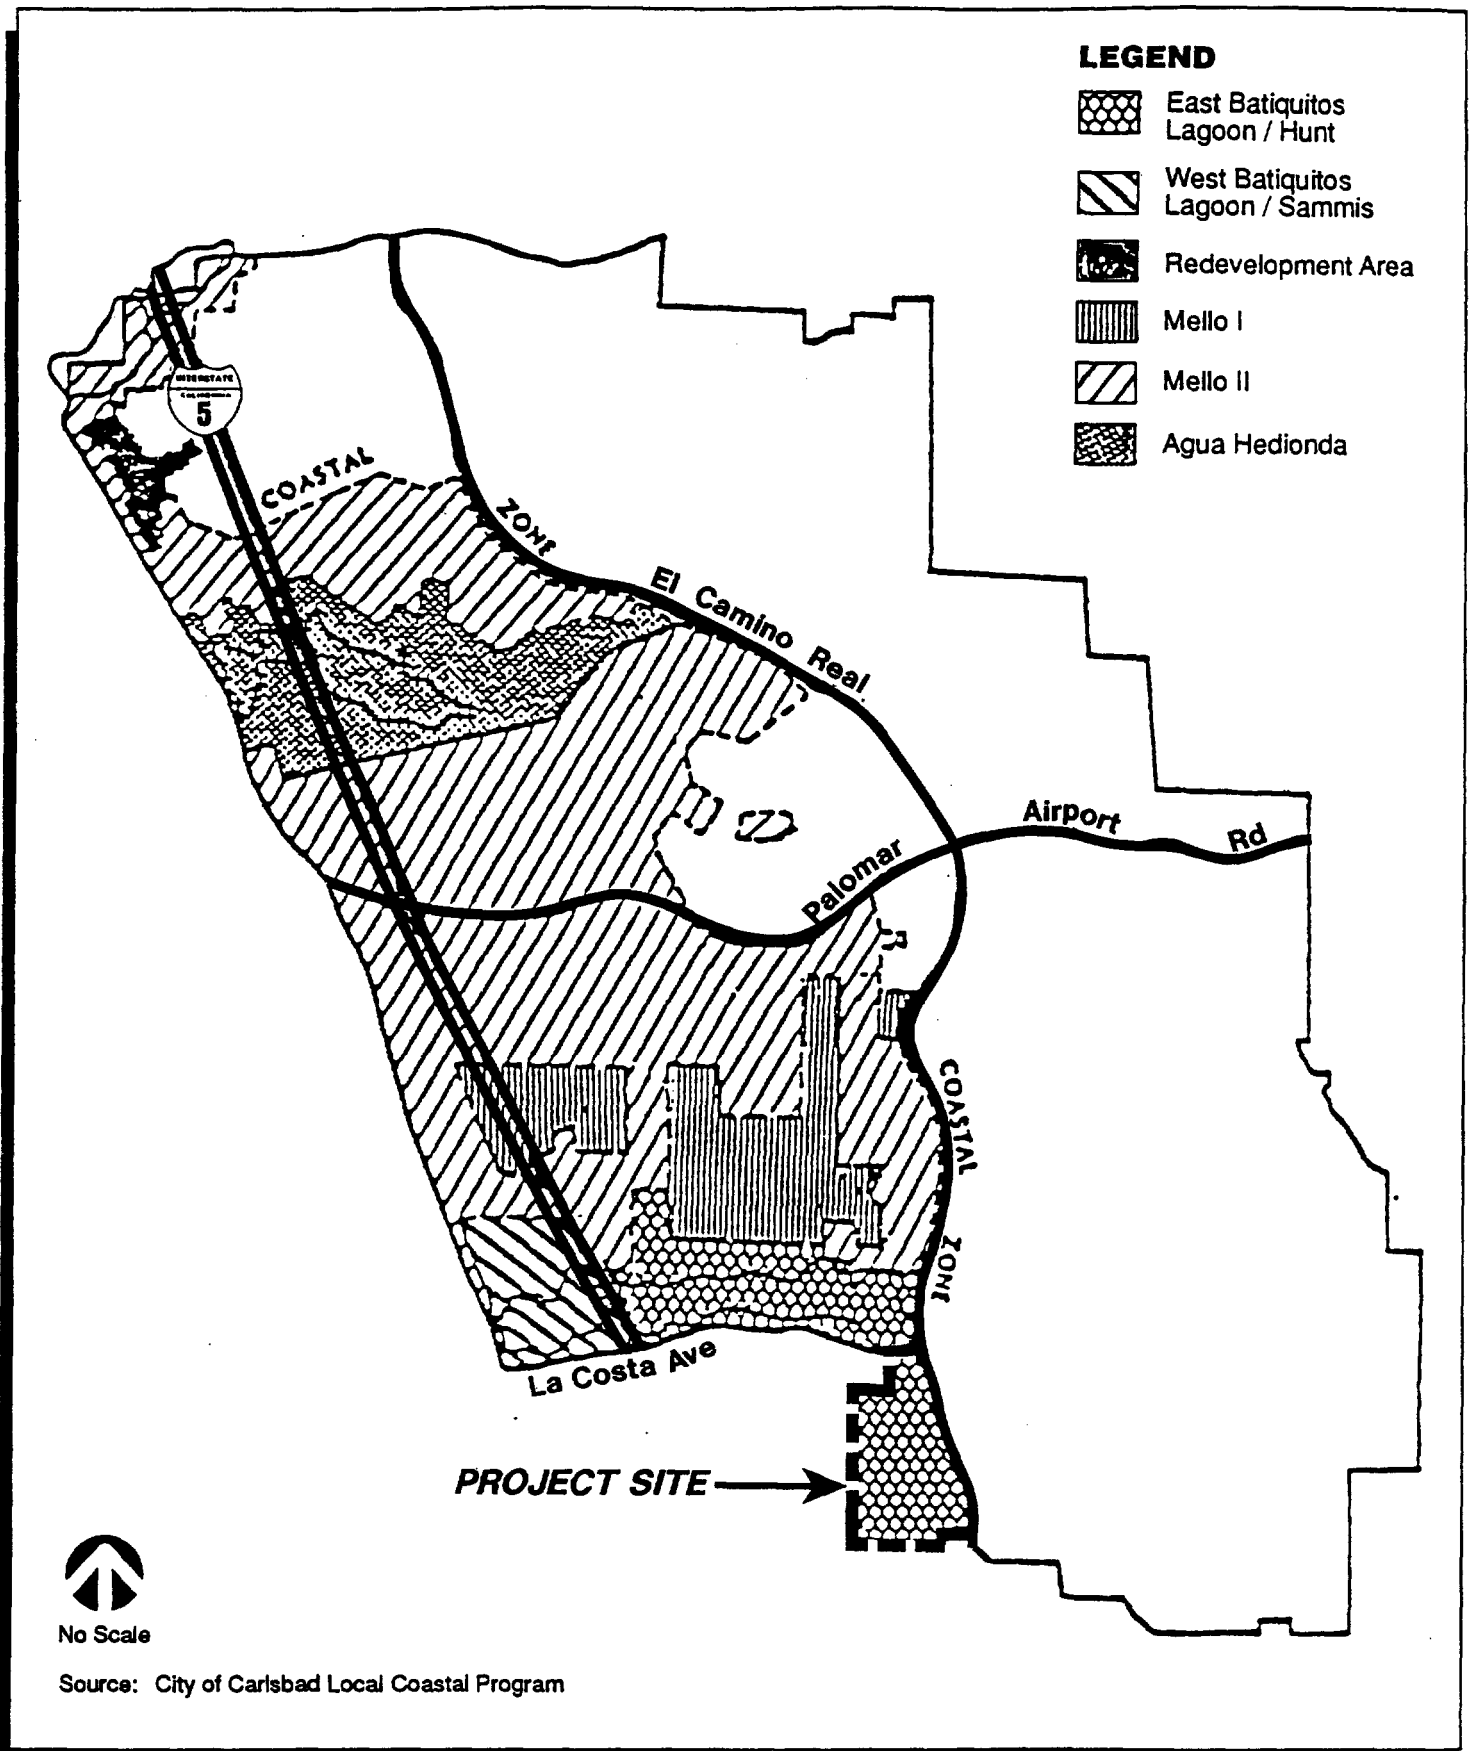 LEGEND
East Batiquitos
Lagoon / Hunt
West Batiquitos
Lagoon / Sammis
Redevelopment Area
Mello I
Mello II
Agua Hedionda
INTERSTATE
CALIFORNIA
5
COASTAL
ZONE
El Camino Real
Palomar Airport Rd
COASTAL
ZONE
La Costa Ave
PROJECT SITE
No Scale
Source: City of Carlsbad Local Coastal Program